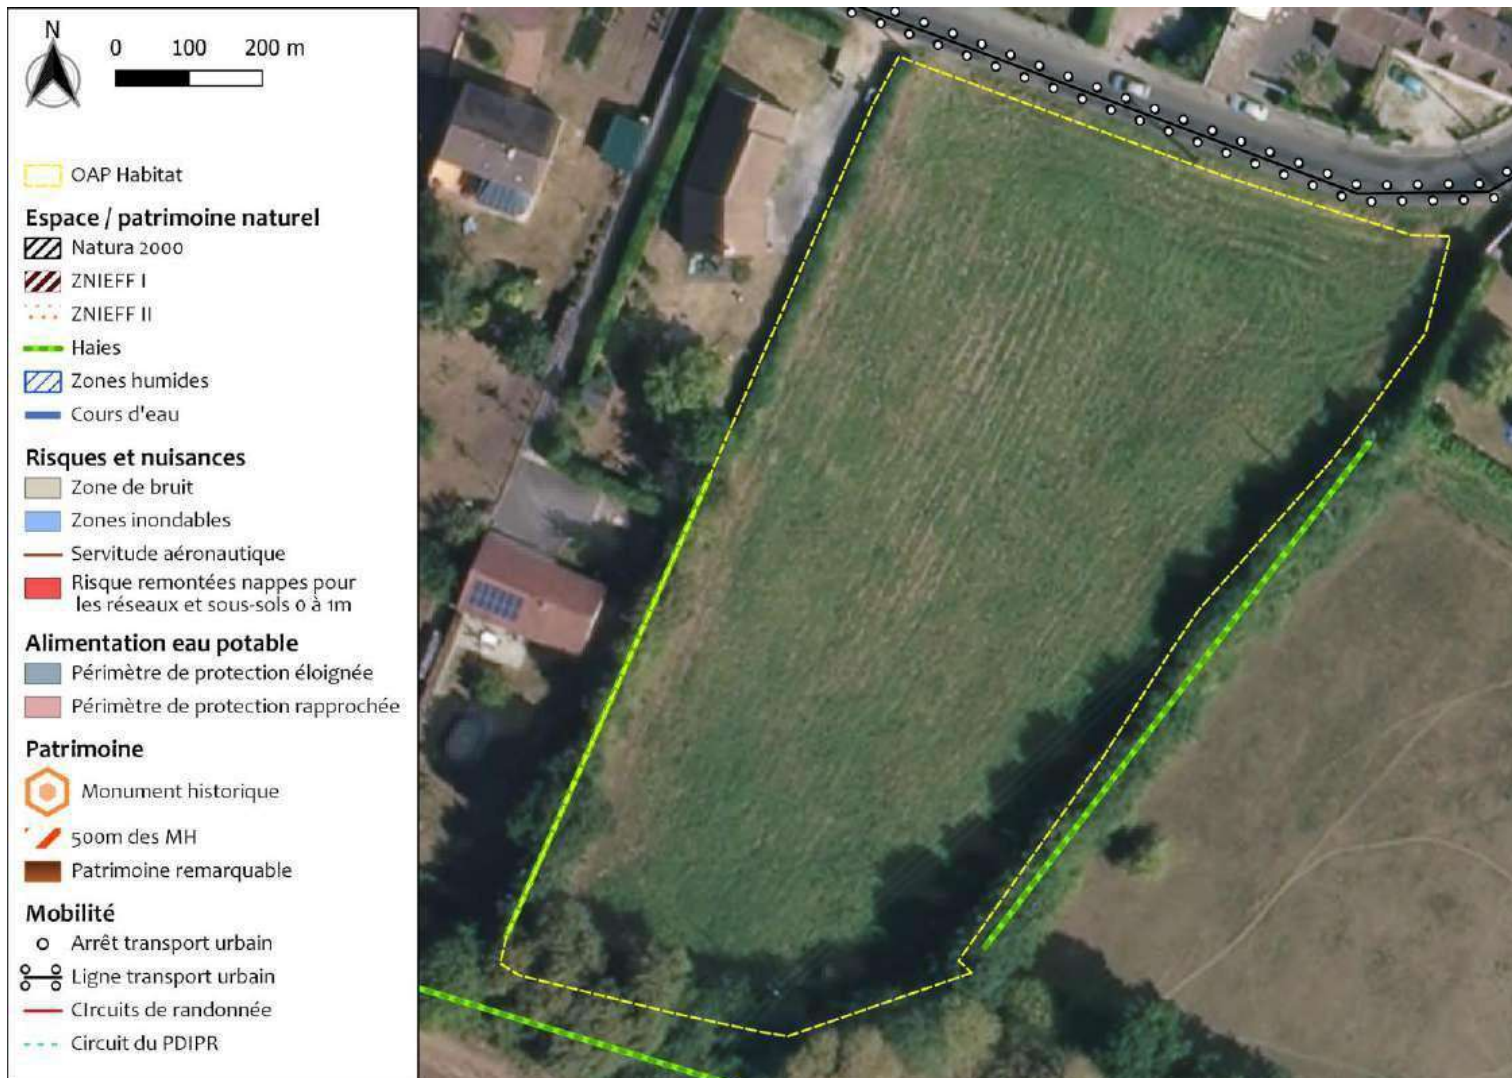 N
0 100 200 m
OAP Habitat
Espace / patrimoine naturel
Natura 2000
ZNIEFF I
ZNIEFF II
Haies
Zones humides
Cours d'eau
Risques et nuisances
Zone de bruit
Zones inondables
Servitude aéronautique
Risque remontées nappes pour
les réseaux et sous-sols 0 à 1m
Alimentation eau potable
Périmètre de protection éloignée
Périmètre de protection rapprochée
Patrimoine
Monument historique
500m des MH
Patrimoine remarquable
Mobilité
Arrêt transport urbain
Ligne transport urbain
CIrcuits de randonnée
Circuit du PDIPR